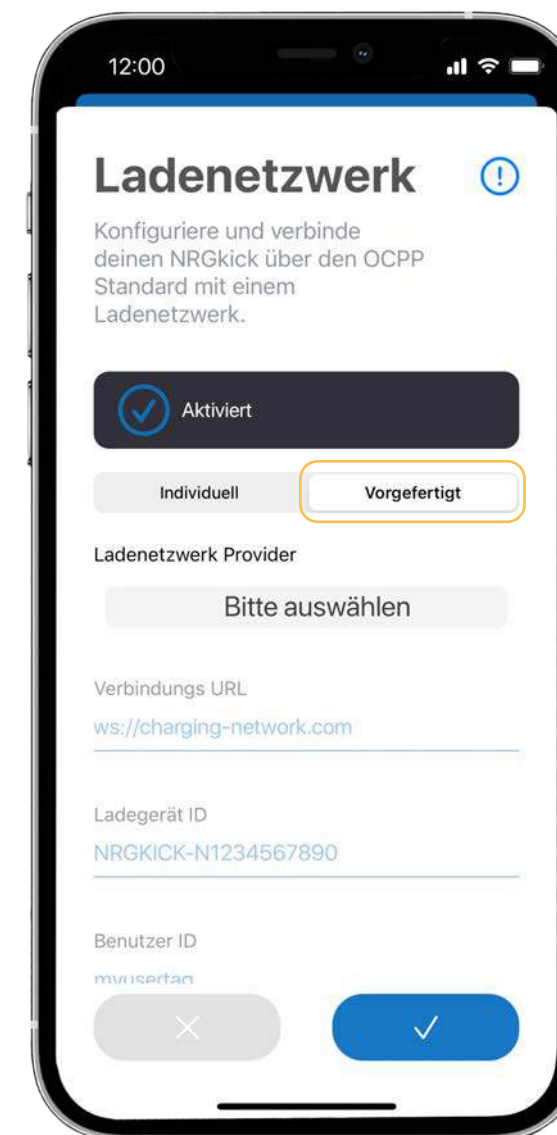 12:00
Ladenetzwerk
Konfiguriere und verbinde
deinen NRGkick über den OCPP
Standard mit einem
Ladenetzwerk.
Aktiviert
Individuell
Vorgefertigt
Ladenetzwerk Provider
Bitte auswählen
Verbindungs URL
ws://charging-network.com
Ladegerät ID
NRGKICK-N1234567890
Benutzer ID
myusertag